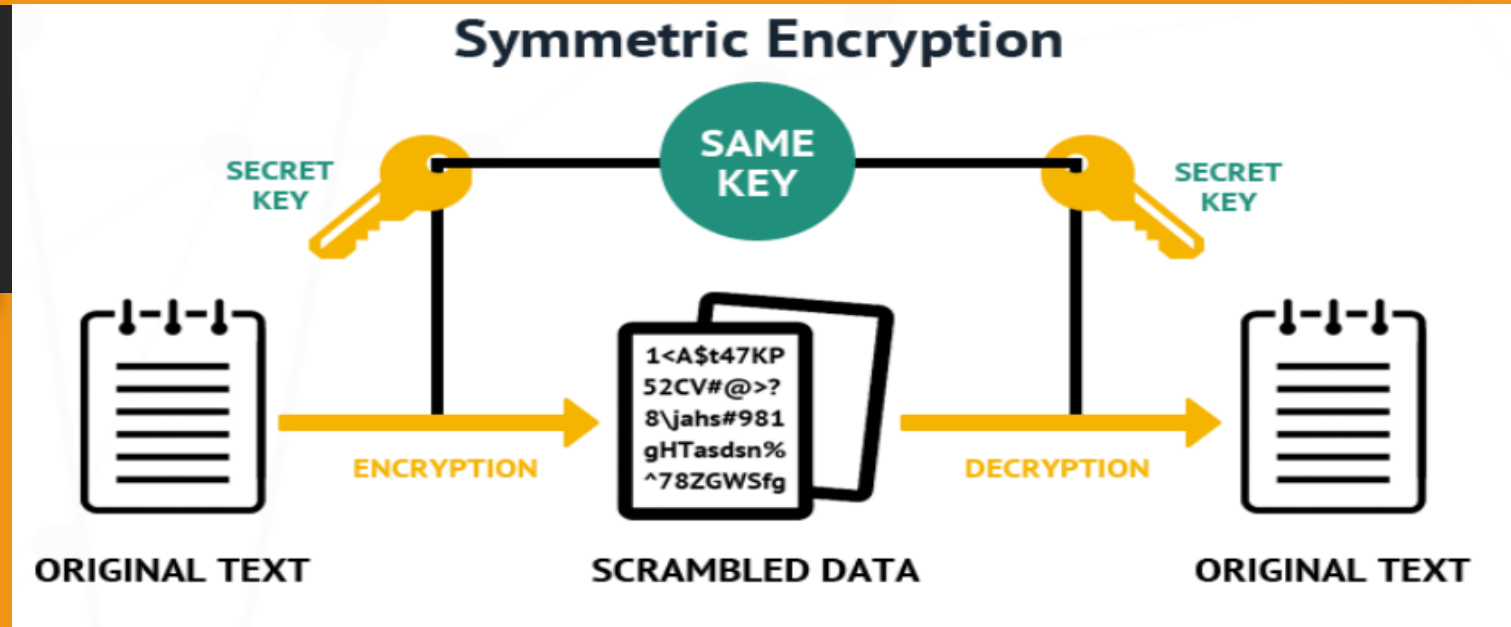 Symmetric Encryption
SAME
KEY
SECRET
KEY
SECRET
KEY
1<A$t47KP
52CV#@>?
8\jahs#981
gHTasdsn%
^78ZGWSfg
ENCRYPTION
DECRYPTION
ORIGINAL TEXT
SCRAMBLED DATA
ORIGINAL TEXT